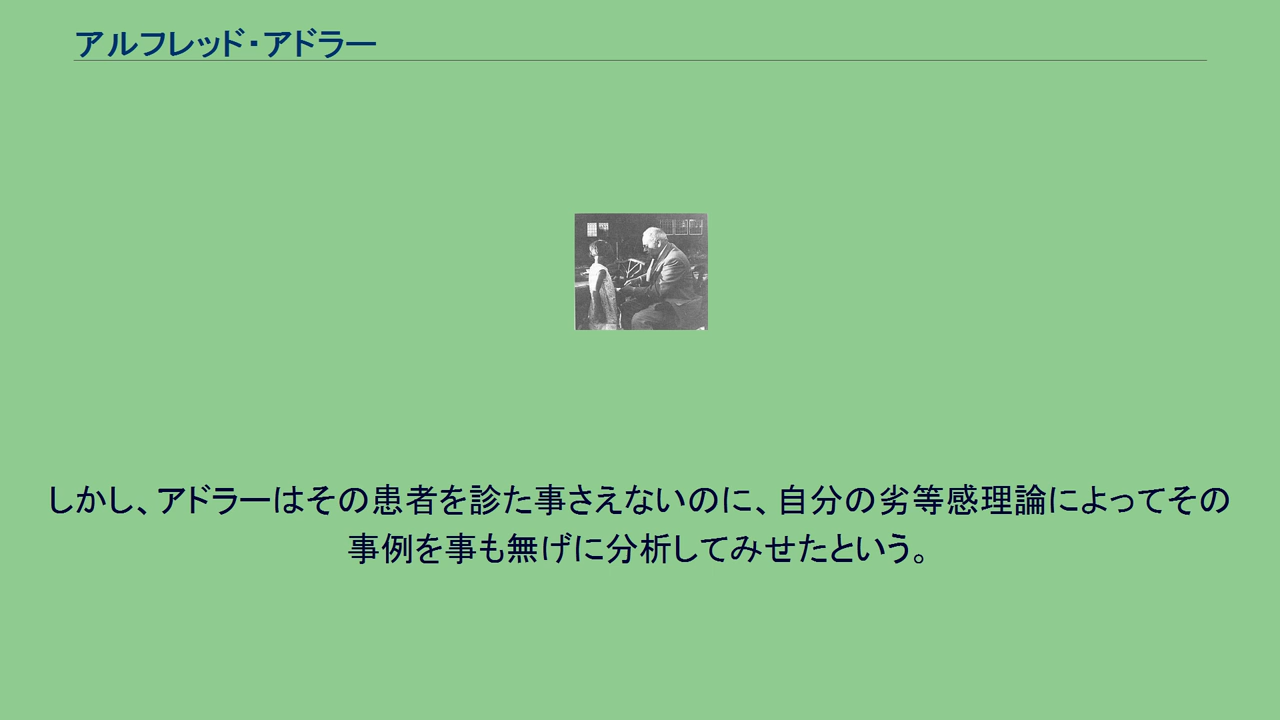 アルフレッド・アドラー
しかし、アドラーはその患者を診た事さえないのに、自分の劣等感理論によってその
事例を事も無げに分析してみせたという。